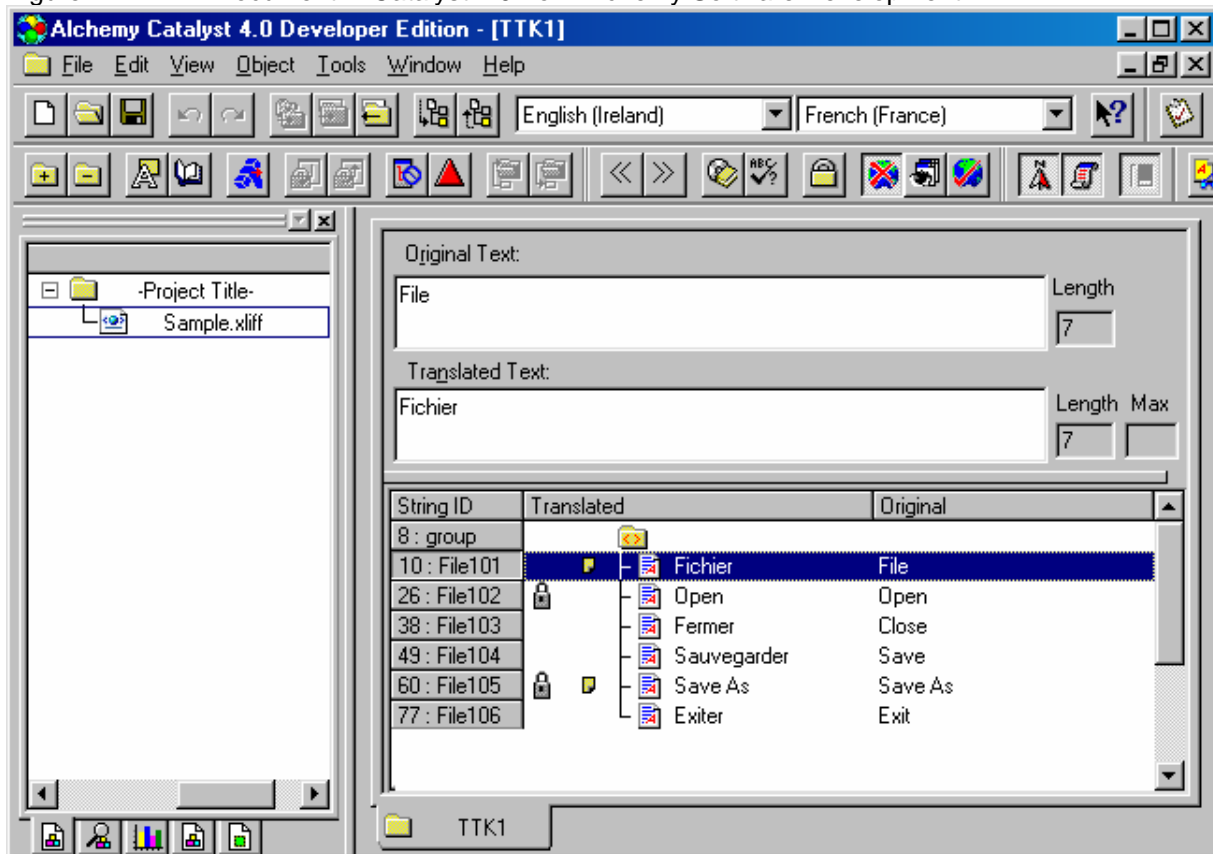 Alchemy Catalyst 4.0 Developer Edition - [TTK1]
File Edit View Object Tools Window Help
English (Ireland) French (France)
-Project Title-
Sample.xliff
Original Text:
File
Length
7
Translated Text:
Fichier
Length Max
7
String ID Translated Original
8 : group
10 : File101 Fichier File
26 : File102 Open Open
38 : File103 Fermer Close
49 : File104 Sauvegarder Save
60 : File105 Save As Save As
77 : File106 Exiter Exit
TTK1